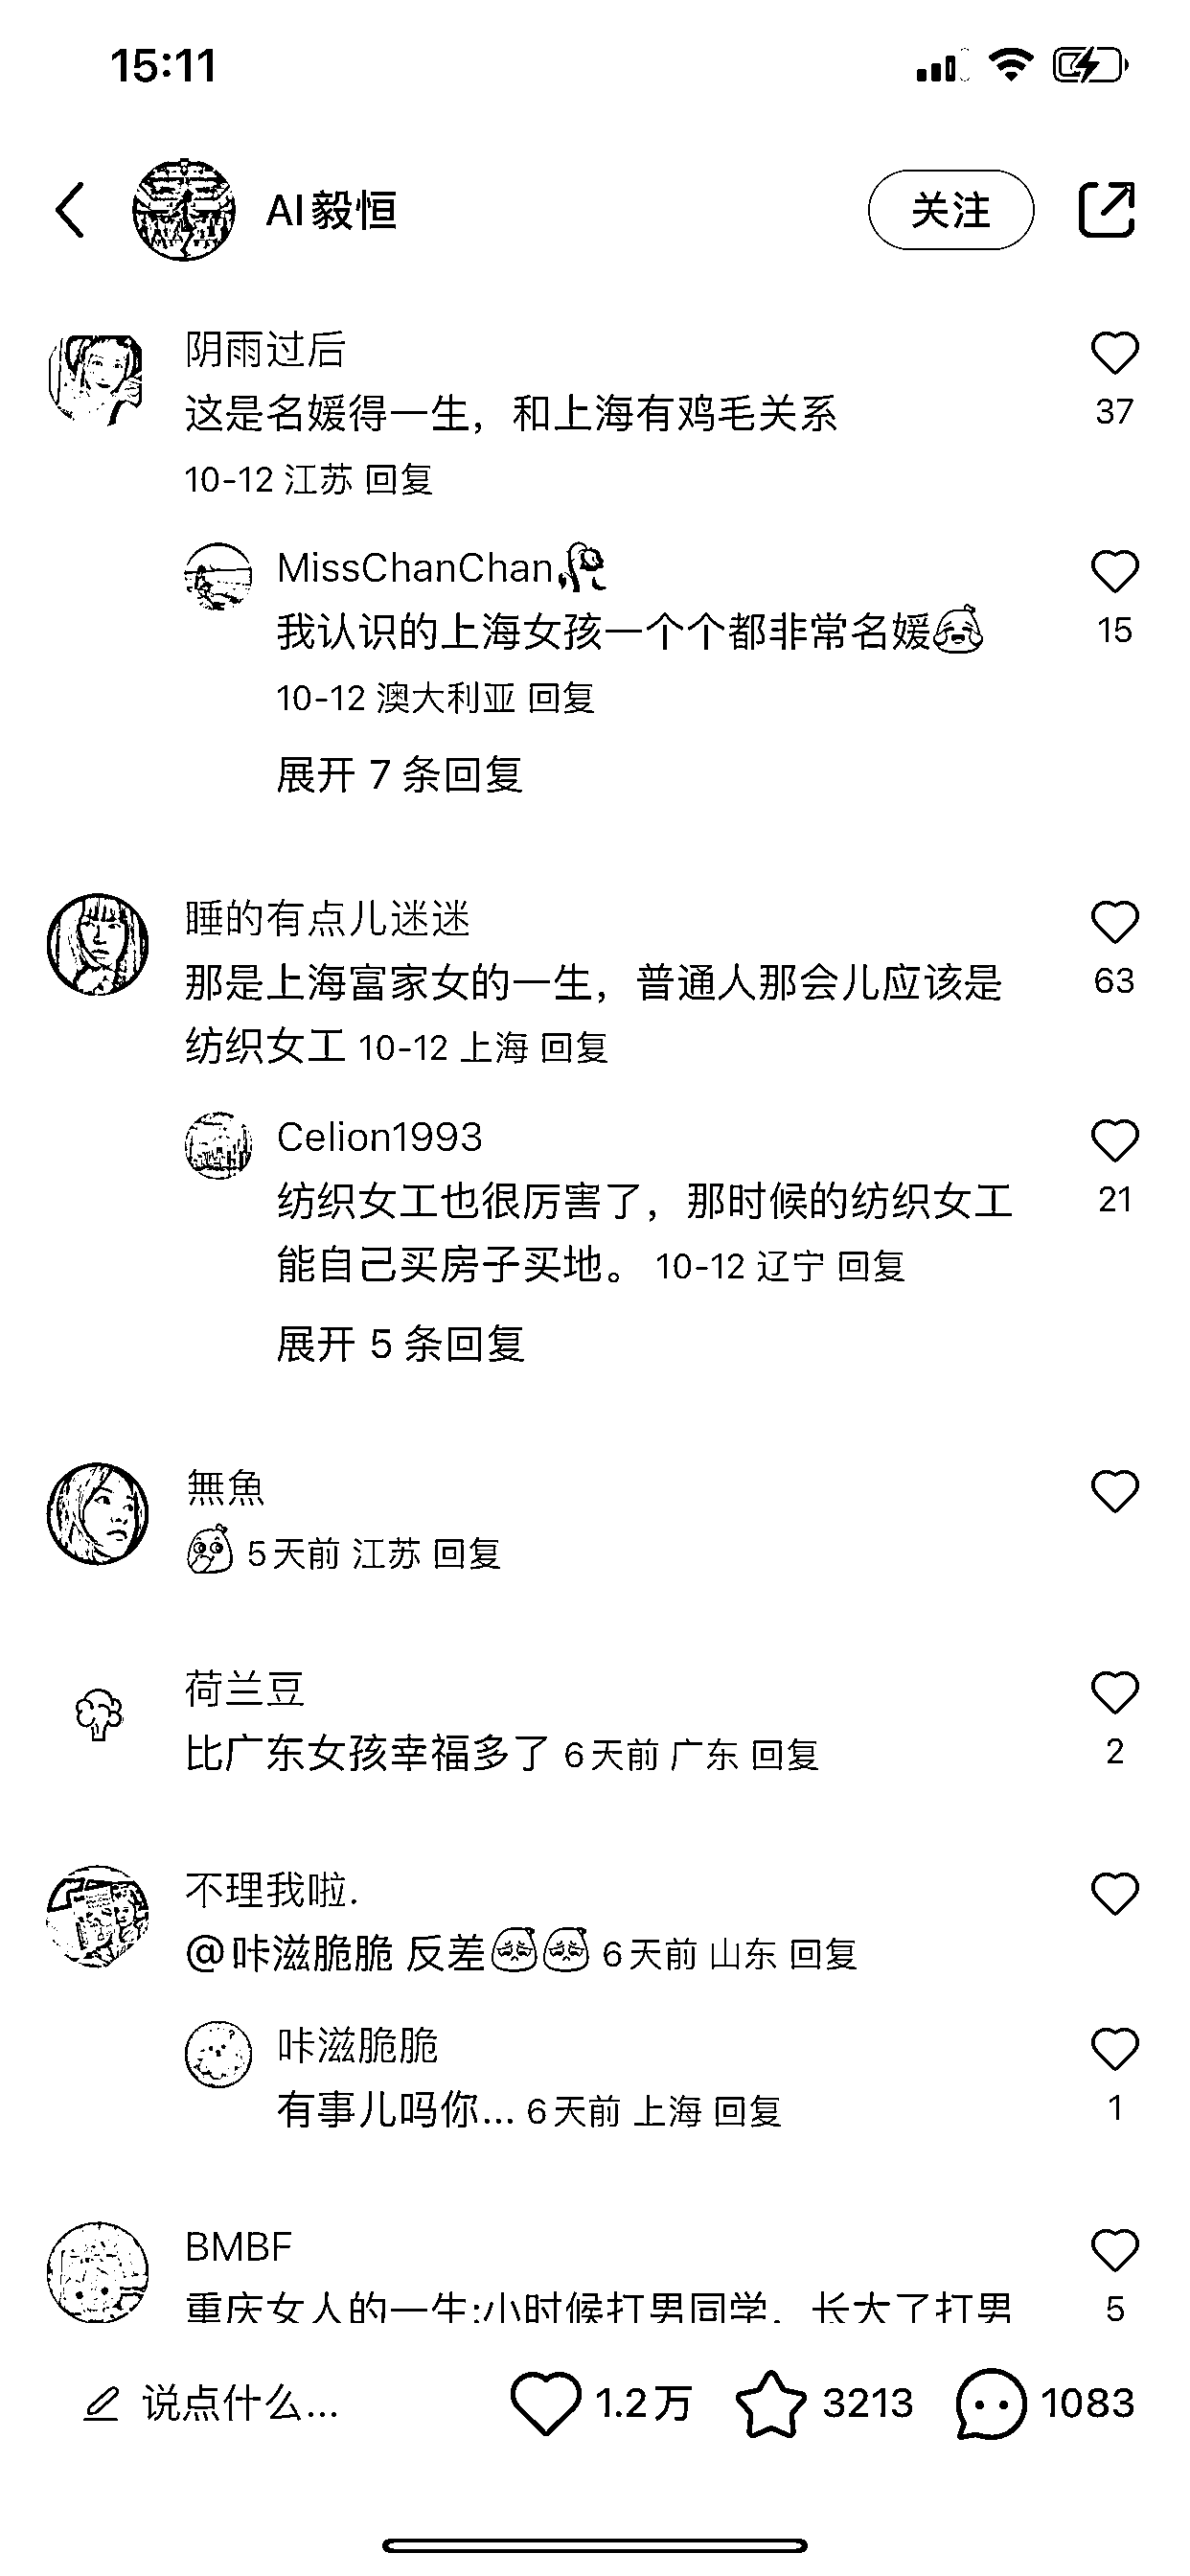 15:11
AI毅恒
关注
阴雨过后
这是名媛得一生，和上海有鸡毛关系
37
10-12 江苏 回复
MissChanChan
我认识的上海女孩一个个都非常名媛
15
10-12 澳大利亚 回复
展开 7 条回复
睡的有点儿迷迷
那是上海富家女的一生，普通人那会儿应该是
63
纺织女工 10-12 上海 回复
Celion1993
纺织女工也很厉害了，那时候的纺织女工
21
能自己买房子买地。 10-12 辽宁 回复
展开 5 条回复
無魚
5天前 江苏 回复
荷兰豆
比广东女孩幸福多了 6天前 广东 回复
2
不理我啦.
@咔滋脆脆 反差 6天前 山东 回复
咔滋脆脆
有事儿吗你... 6天前 上海 回复
1
BMBF
重庆女人的一生:小时候打男同学，长大了打男
5
说点什么...
1.2万
3213
1083